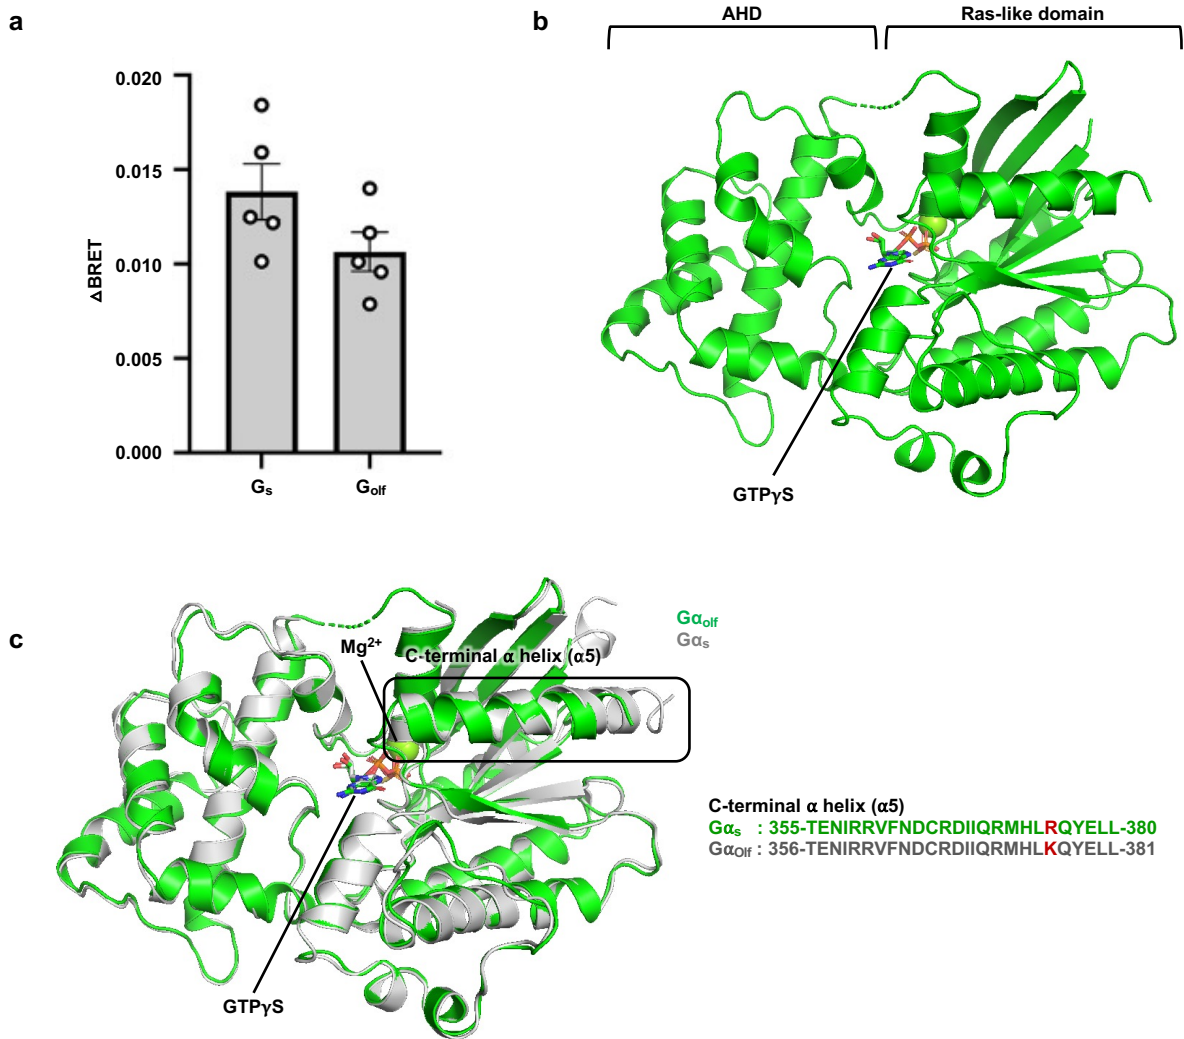 a
0.020
0.015
0.010
0.005
0.000
ΔBRET
Gs
Golf
b
AHD
Ras-like domain
GTPγS
c
Mg2+
C-terminal α helix (α5)
Gαolf
Gαs
GTPγS
C-terminal α helix (α5)
Gαs : 355-TENIRRVFNDCRDIIQRMHLRQYELL-380
GαOlf : 356-TENIRRVFNDCRDIIQRMHLKQYELL-381